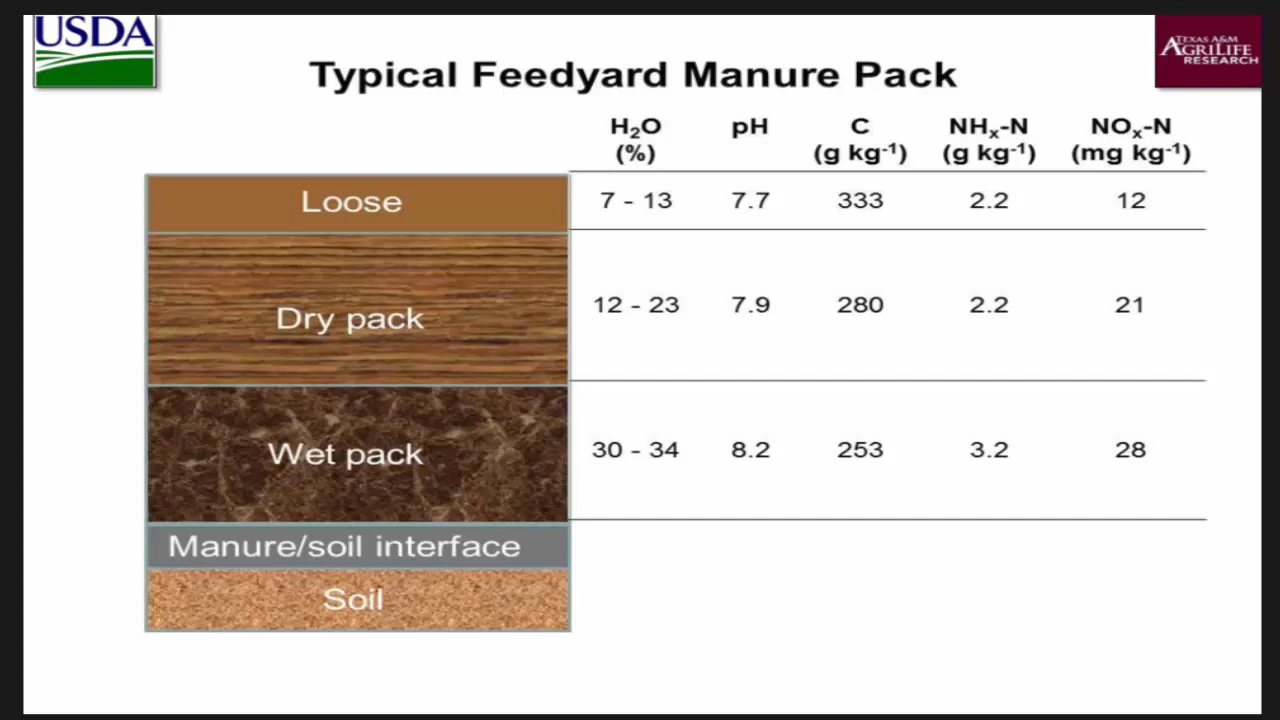 USDA
TEXAS A&M
AGRILIFE
RESEARCH
Typical Feedyard Manure Pack
H₂O pH C NHₓ-N NOₓ-N
(%) (g kg⁻¹) (g kg⁻¹) (mg kg⁻¹)
Loose 7 - 13 7.7 333 2.2 12
Dry pack 12 - 23 7.9 280 2.2 21
Wet pack 30 - 34 8.2 253 3.2 28
Manure/soil interface
Soil